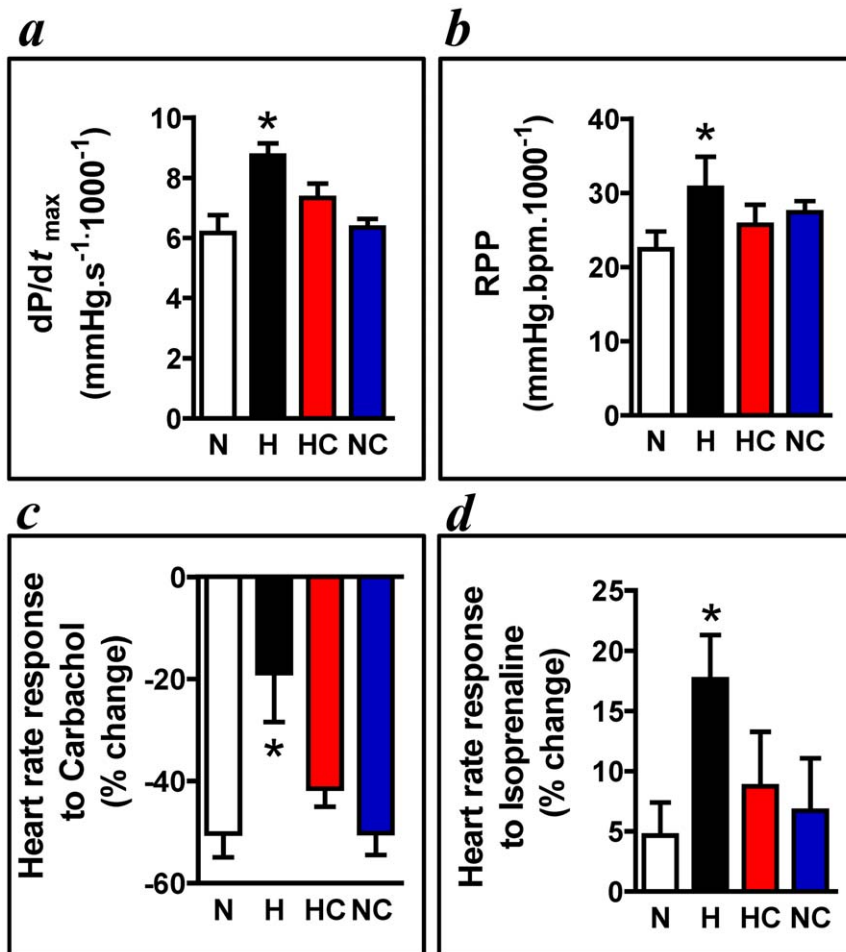 a
dP/dt max
(mmHg.s⁻¹.1000⁻¹)
10
8
6
4
2
0
*
N H HC NC
b
RPP
(mmHg.bpm.1000⁻¹)
40
30
20
10
0
*
N H HC NC
c
Heart rate response
to Carbachol
(% change)
0
-20
-40
-60
*
N H HC NC
d
Heart rate response
to Isoprenaline
(% change)
25
20
15
10
5
0
*
N H HC NC